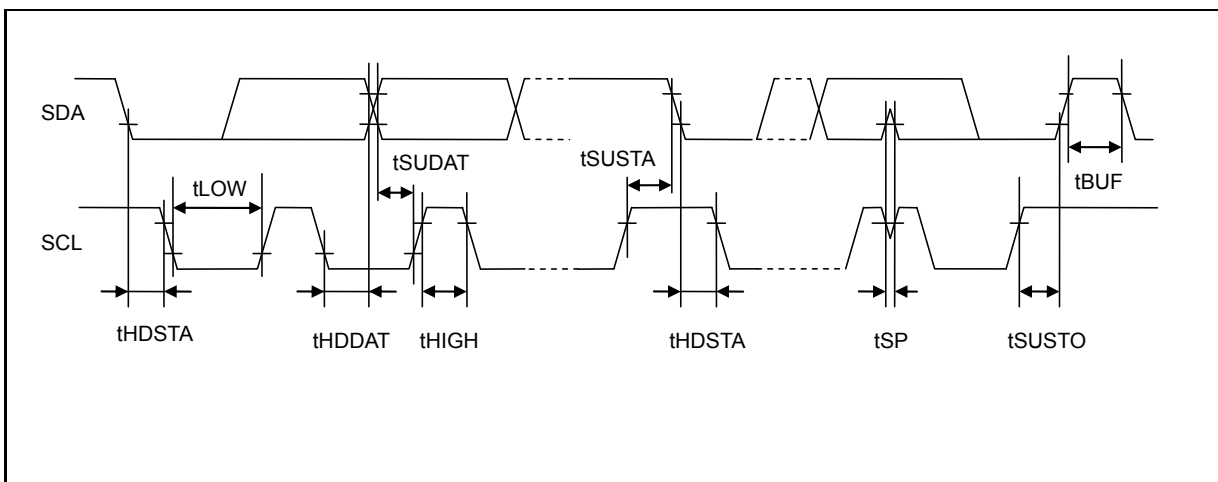 SDA
tSUDAT
tSUSTA
tBUF
tLOW
SCL
tHDSTA
tHDDAT
tHIGH
tHDSTA
tSP
tSUSTO